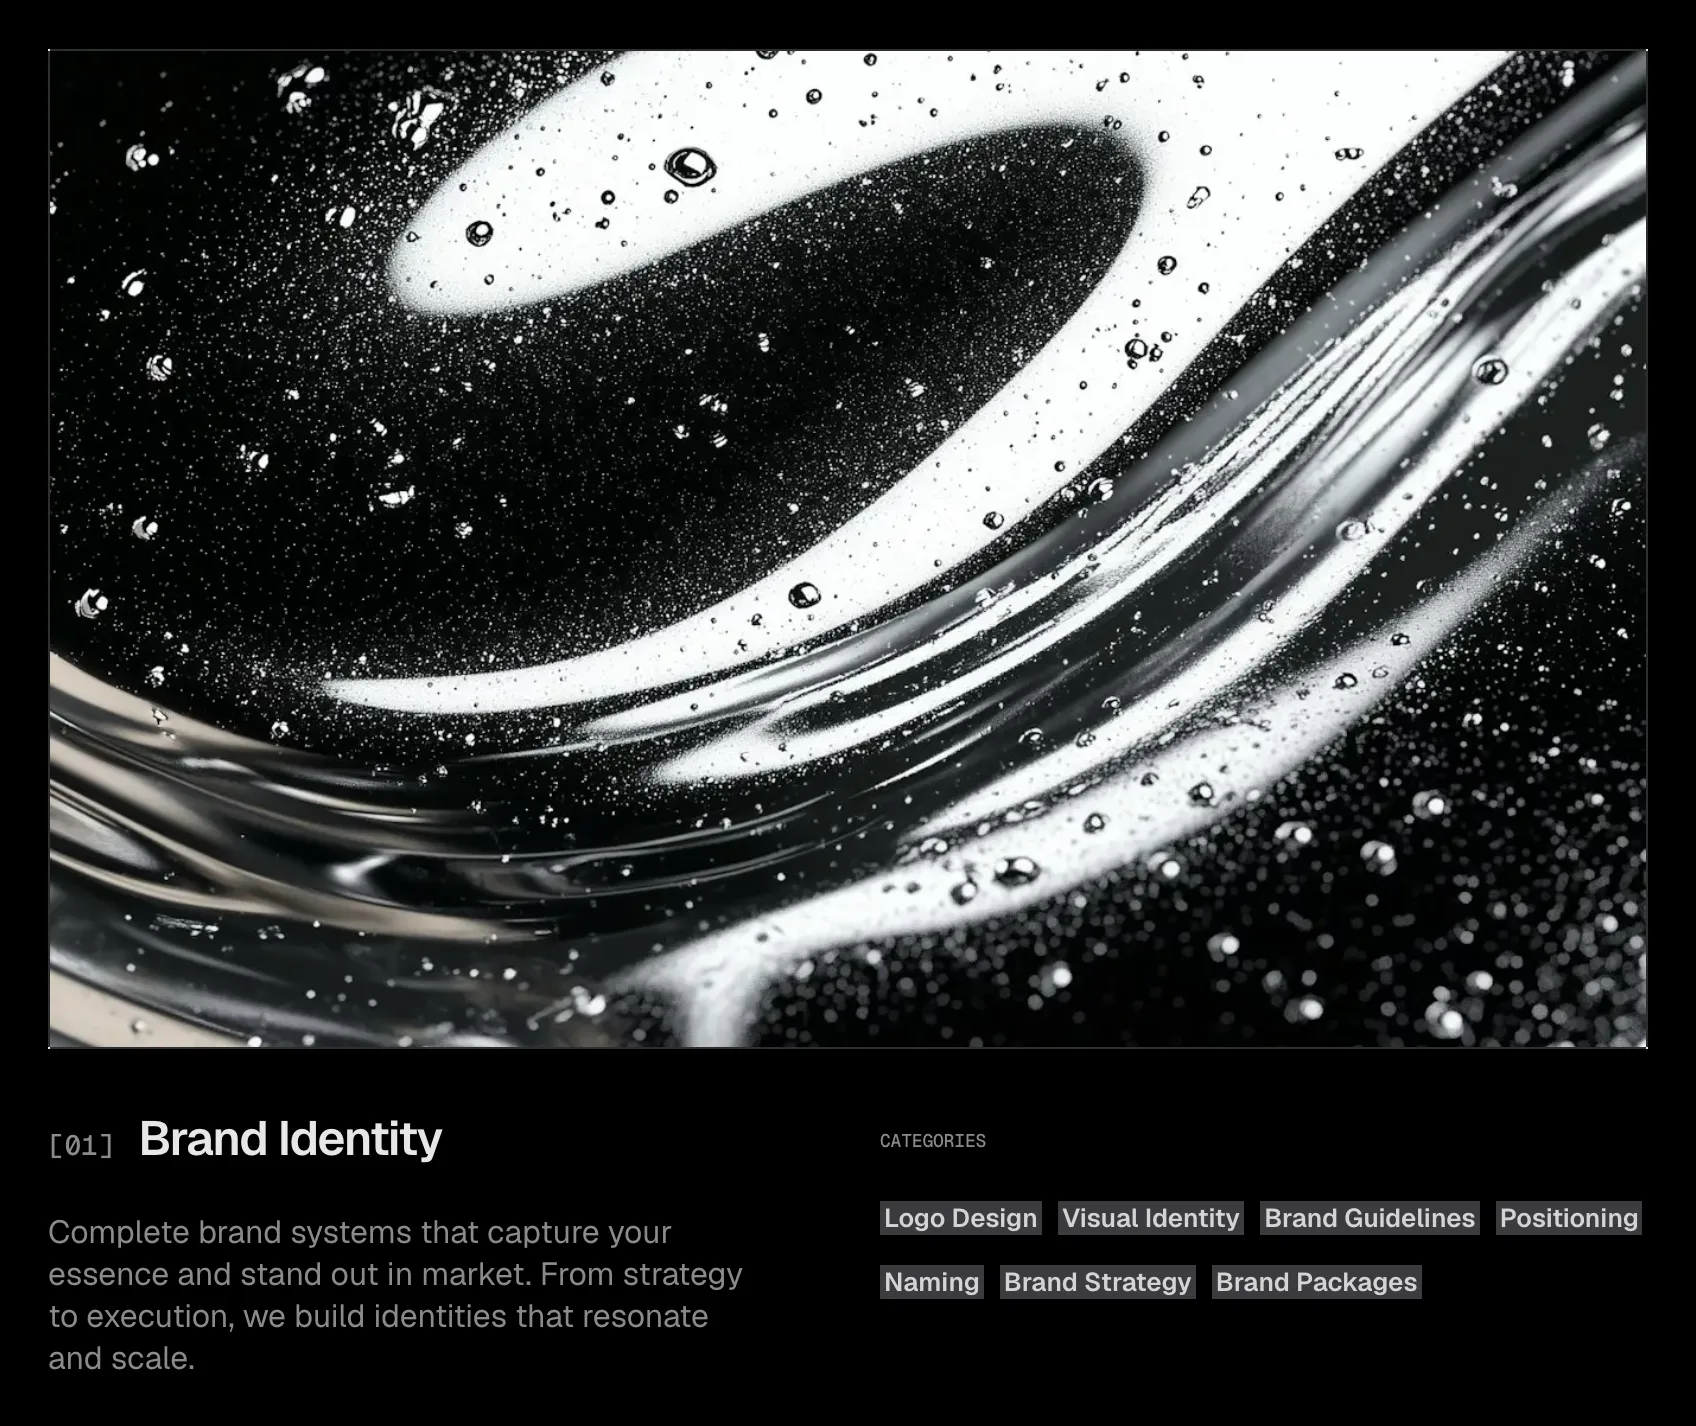 [01] Brand Identity
Complete brand systems that capture your
essence and stand out in market. From strategy
to execution, we build identities that resonate
and scale.
CATEGORIES
Logo Design Visual Identity Brand Guidelines Positioning
Naming Brand Strategy Brand Packages